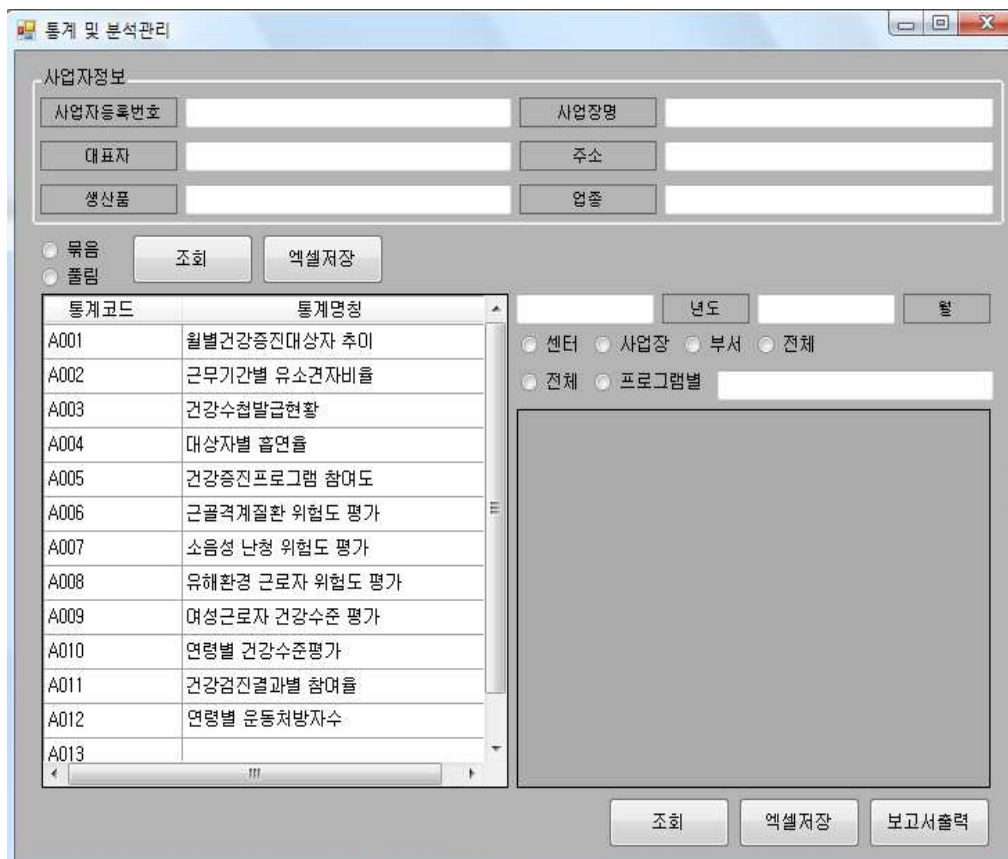 통계 및 분석관리
사업자정보
사업자등록번호 사업장명
대표자 주소
생산품 업종
묶음
풀림
조회 엑셀저장
통계코드 통계명칭
A001 월별건강증진대상자 추이
A002 근무기간별 유소견자비율
A003 건강수첩발급현황
A004 대상자별 흡연율
A005 건강증진프로그램 참여도
A006 근골격계질환 위험도 평가
A007 소음성 난청 위험도 평가
A008 유해환경 근로자 위험도 평가
A009 여성근로자 건강수준 평가
A010 연령별 건강수준평가
A011 건강검진결과별 참여율
A012 연령별 운동처방자수
A013
년도 월
센터 사업장 부서 전체
전체 프로그램별
조회 엑셀저장 보고서출력